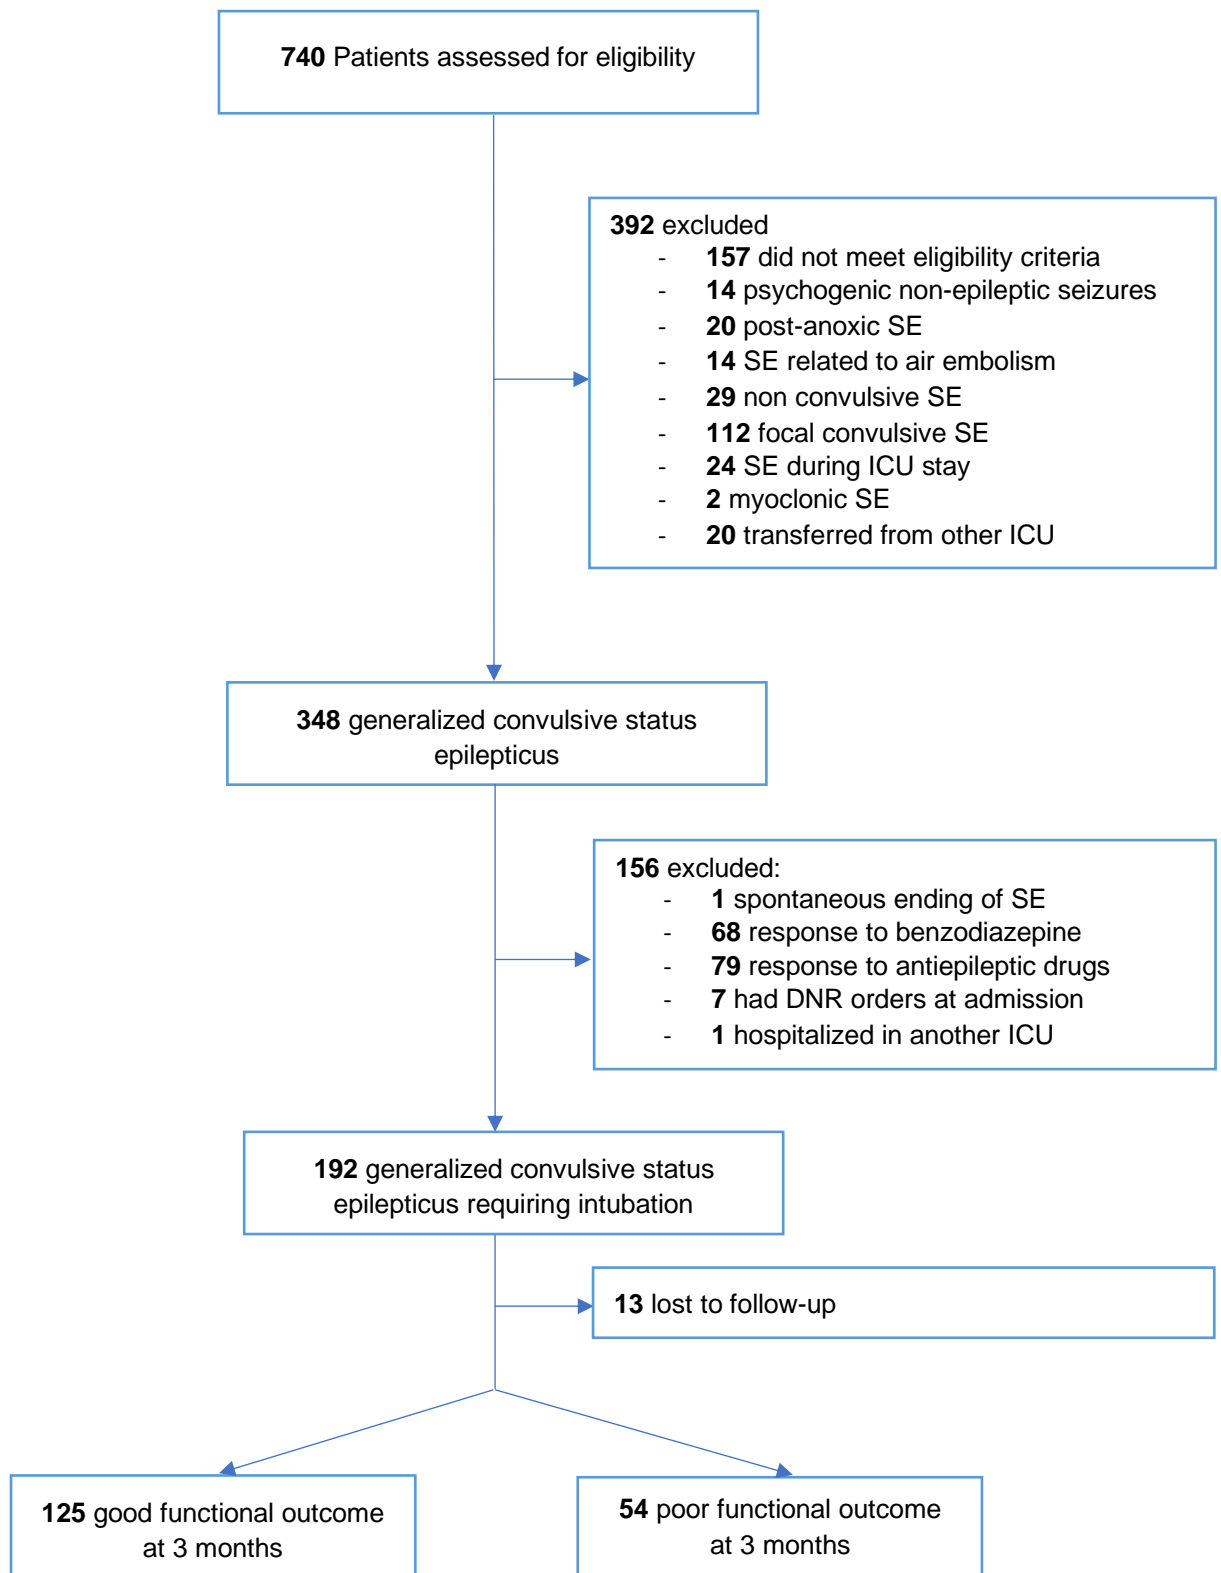 740 Patients assessed for eligibility
392 excluded
- 157 did not meet eligibility criteria
- 14 psychogenic non-epileptic seizures
- 20 post-anoxic SE
- 14 SE related to air embolism
- 29 non convulsive SE
- 112 focal convulsive SE
- 24 SE during ICU stay
- 2 myoclonic SE
- 20 transferred from other ICU
348 generalized convulsive status
epilepticus
156 excluded:
- 1 spontaneous ending of SE
- 68 response to benzodiazepine
- 79 response to antiepileptic drugs
- 7 had DNR orders at admission
- 1 hospitalized in another ICU
192 generalized convulsive status
epilepticus requiring intubation
13 lost to follow-up
125 good functional outcome
at 3 months
54 poor functional outcome
at 3 months